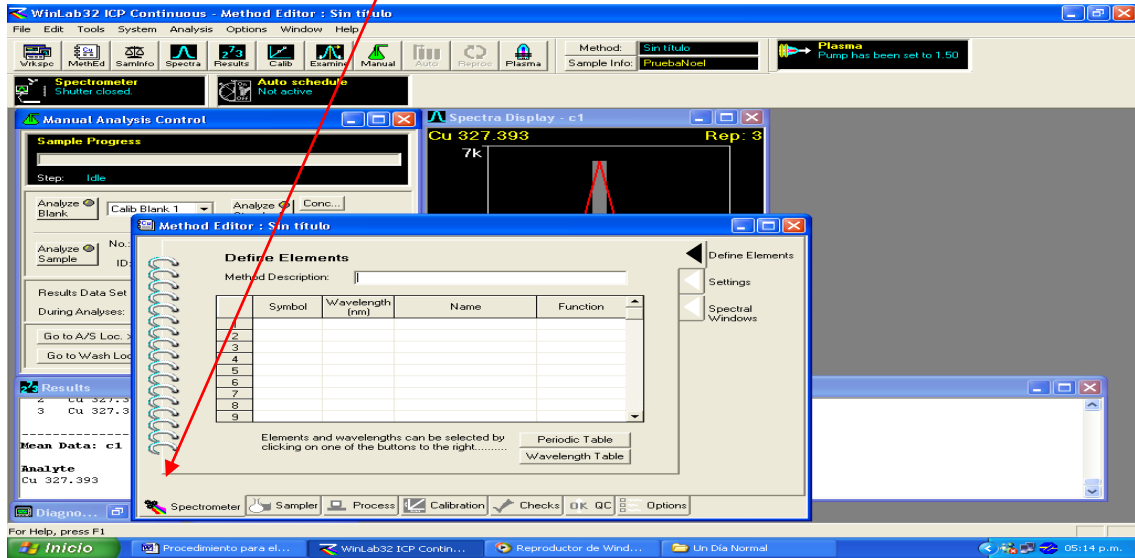 WinLab32 ICP Continuous - Method Editor : Sin título
File Edit Tools System Analysis Options Window Help
Wrkspc MethEd SamInfo Spectra Results Calib Examine Manual Auto Reproc Plasma
Method: Sin título
Sample Info: PruebaNoel
Plasma
Pump has been set to 1.50
Spectrometer
Shutter closed.
Auto schedule
Not active
Manual Analysis Control
Sample Progress
Step: Idle
Analyze Blank
Calib Blank 1
Analyze
Conc...
Analyze Sample
No.:
ID:
Results Data Set
During Analyses:
Go to A/S Loc. >
Go to Wash Loc
Spectra Display - c1
Cu 327.393 Rep: 3
7k
Method Editor : Sin título
Define Elements
Method Description:
Symbol Wavelength (nm) Name Function
1
2
3
4
5
6
7
8
9
Elements and wavelengths can be selected by
clicking on one of the buttons to the right.........
Periodic Table
Wavelength Table
Define Elements
Settings
Spectral Windows
Spectrometer Sampler Process Calibration Checks OK QC Options
Results
2 Cu 327.3
3 Cu 327.3
Mean Data: c1
Analyte
Cu 327.393
Diagno...
For Help, press F1
Inicio Procedimiento para el... WinLab32 ICP Contin... Reproductor de Wind... Un Día Normal 05:14 p.m.